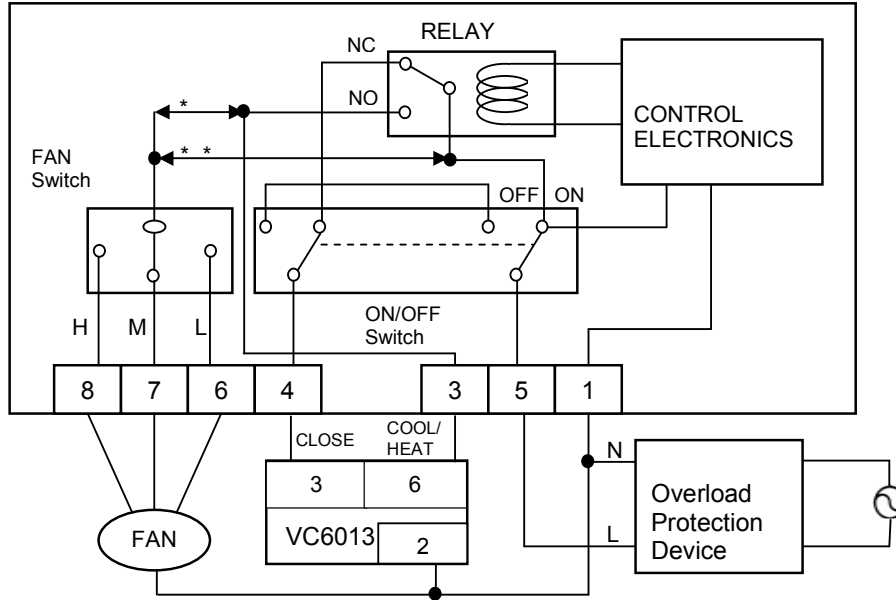 RELAY
NC
NO
CONTROL
ELECTRONICS
*
* *
FAN
Switch
OFF ON
ON/OFF
Switch
H M L
8 7 6 4 3 5 1
CLOSE
COOL/
HEAT
3 6
VC6013 2
FAN
N
L
Overload
Protection
Device